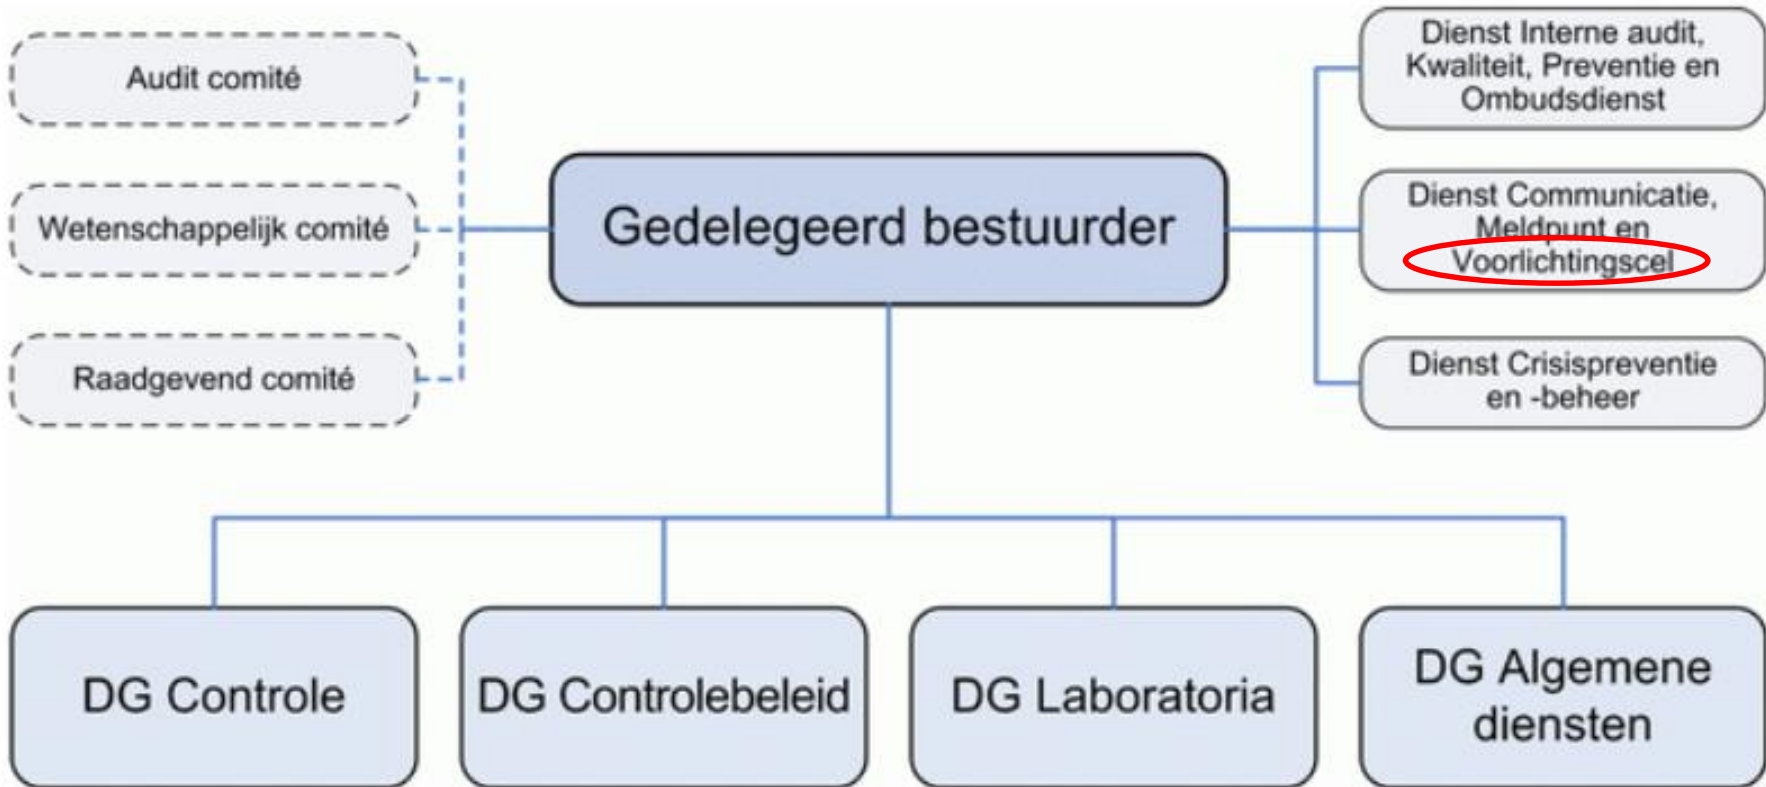 Audit comité
Wetenschappelijk comité
Raadgevend comité
Gedelegeerd bestuurder
Dienst Interne audit,
Kwaliteit, Preventie en
Ombudsdienst
Dienst Communicatie,
Meldpunt en
Voorlichtingscel
Dienst Crisispreventie
en -beheer
DG Controle
DG Controlebeleid
DG Laboratoria
DG Algemene
diensten